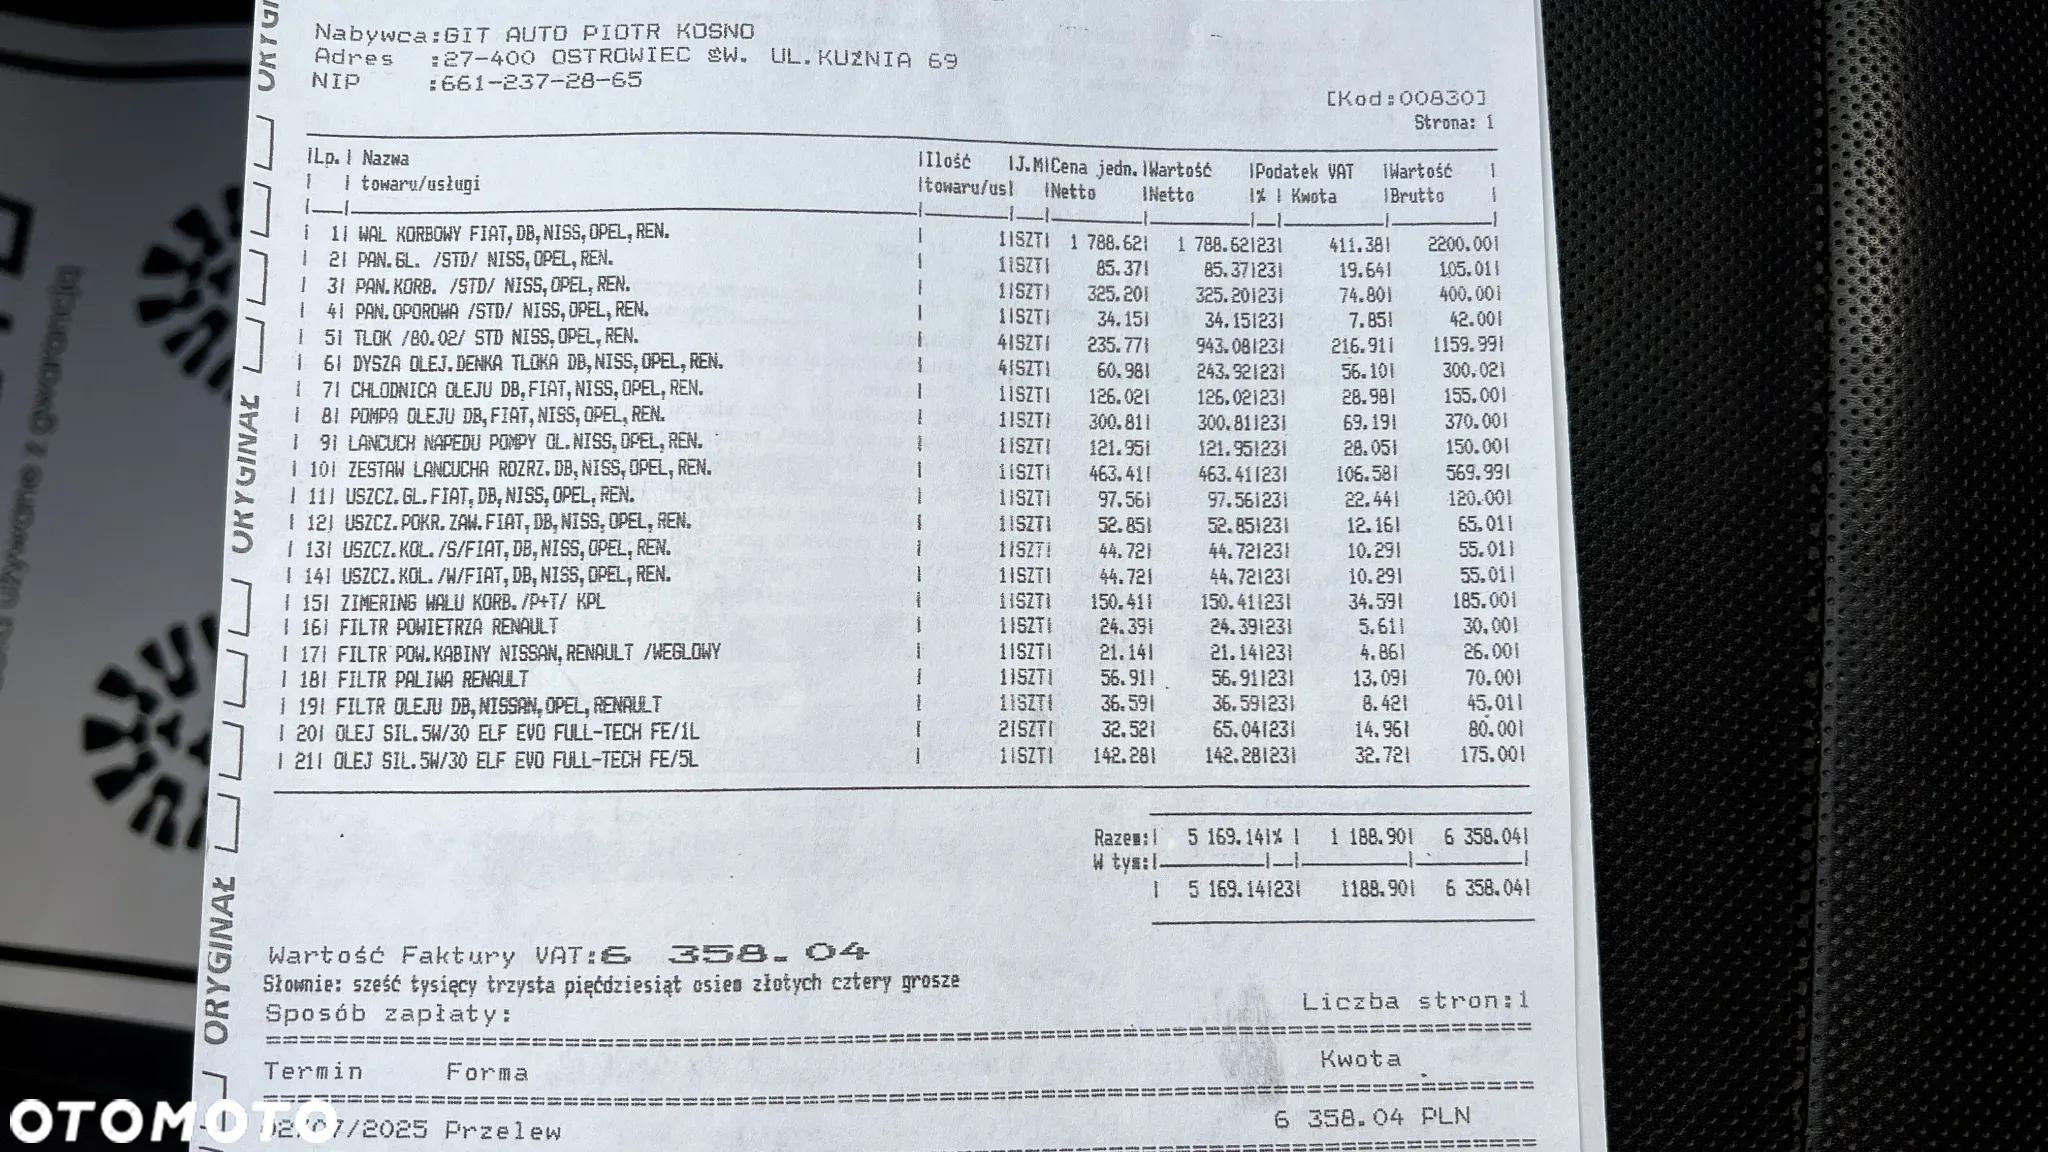 Nabywca:GIT AUTO PIOTR KOSNO
Adres :27-400 OSTROWIEC ŚW. UL.KUŹNIA 69
NIP :661-237-28-65
[Kod:00830]
Strona: 1
|Lp.| Nazwa |Ilość |J.M|Cena jedn.|Wartość |Podatek VAT |Wartość |
| | towaru/usługi |towaru/us| |Netto |Netto |% | Kwota |Brutto |
| 1| WAL KORBOWY FIAT,DB,NISS,OPEL,REN. | 1|SZT| 1 788.62| 1 788.62|23| 411.38| 2200.00|
| 2| PAN.GL. /STD/ NISS,OPEL,REN. | 1|SZT| 85.37| 85.37|23| 19.64| 105.01|
| 3| PAN.KORB. /STD/ NISS,OPEL,REN. | 1|SZT| 325.20| 325.20|23| 74.80| 400.00|
| 4| PAN.OPOROWA /STD/ NISS,OPEL,REN. | 1|SZT| 34.15| 34.15|23| 7.85| 42.00|
| 5| TLOK /80.02/ STD NISS,OPEL,REN. | 4|SZT| 235.77| 943.08|23| 216.91| 1159.99|
| 6| DYSZA OLEJ.DENKA TLOKA DB,NISS,OPEL,REN. | 4|SZT| 60.98| 243.92|23| 56.10| 300.02|
| 7| CHLODNICA OLEJU DB,FIAT,NISS,OPEL,REN. | 1|SZT| 126.02| 126.02|23| 28.98| 155.00|
| 8| POMPA OLEJU DB,FIAT,NISS,OPEL,REN. | 1|SZT| 300.81| 300.81|23| 69.19| 370.00|
| 9| LANCUCH NAPEDU POMPY OL.NISS,OPEL,REN. | 1|SZT| 121.95| 121.95|23| 28.05| 150.00|
| 10| ZESTAW LANCUCHA ROZRZ.DB,NISS,OPEL,REN. | 1|SZT| 463.41| 463.41|23| 106.58| 569.99|
| 11| USZCZ.GL.FIAT,DB,NISS,OPEL,REN. | 1|SZT| 97.56| 97.56|23| 22.44| 120.00|
| 12| USZCZ.POKR.ZAW.FIAT,DB,NISS,OPEL,REN. | 1|SZT| 52.85| 52.85|23| 12.16| 65.01|
| 13| USZCZ.KOL./S/FIAT,DB,NISS,OPEL,REN. | 1|SZT| 44.72| 44.72|23| 10.29| 55.01|
| 14| USZCZ.KOL./W/FIAT,DB,NISS,OPEL,REN. | 1|SZT| 44.72| 44.72|23| 10.29| 55.01|
| 15| ZIMERING WALU KORB./P+T/ KPL | 1|SZT| 150.41| 150.41|23| 34.59| 185.00|
| 16| FILTR POWIETRZA RENAULT | 1|SZT| 24.39| 24.39|23| 5.61| 30.00|
| 17| FILTR POW.KABINY NISSAN,RENAULT /WEGLOWY | 1|SZT| 21.14| 21.14|23| 4.86| 26.00|
| 18| FILTR PALIWA RENAULT | 1|SZT| 56.91| 56.91|23| 13.09| 70.00|
| 19| FILTR OLEJU DB,NISSAN,OPEL,RENAULT | 1|SZT| 36.59| 36.59|23| 8.42| 45.01|
| 20| OLEJ SIL.5W/30 ELF EVO FULL-TECH FE/1L | 2|SZT| 32.52| 65.04|23| 14.96| 80.00|
| 21| OLEJ SIL.5W/30 ELF EVO FULL-TECH FE/5L | 1|SZT| 142.28| 142.28|23| 32.72| 175.00|
Razem:| 5 169.14|% | 1 188.90| 6 358.04|
W tym:|
| 5 169.14|23| 1188.90| 6 358.04|
Wartość Faktury VAT:6 358.04
Słownie: sześć tysięcy trzysta pięćdziesiąt osiem złotych cztery grosze
Sposób zapłaty:
Liczba stron:1
Termin Forma Kwota
02/07/2025 Przelew 6 358.04 PLN
ORYGINAŁ
ORYGINAŁ
używane z gwarancją
OTOMOTO